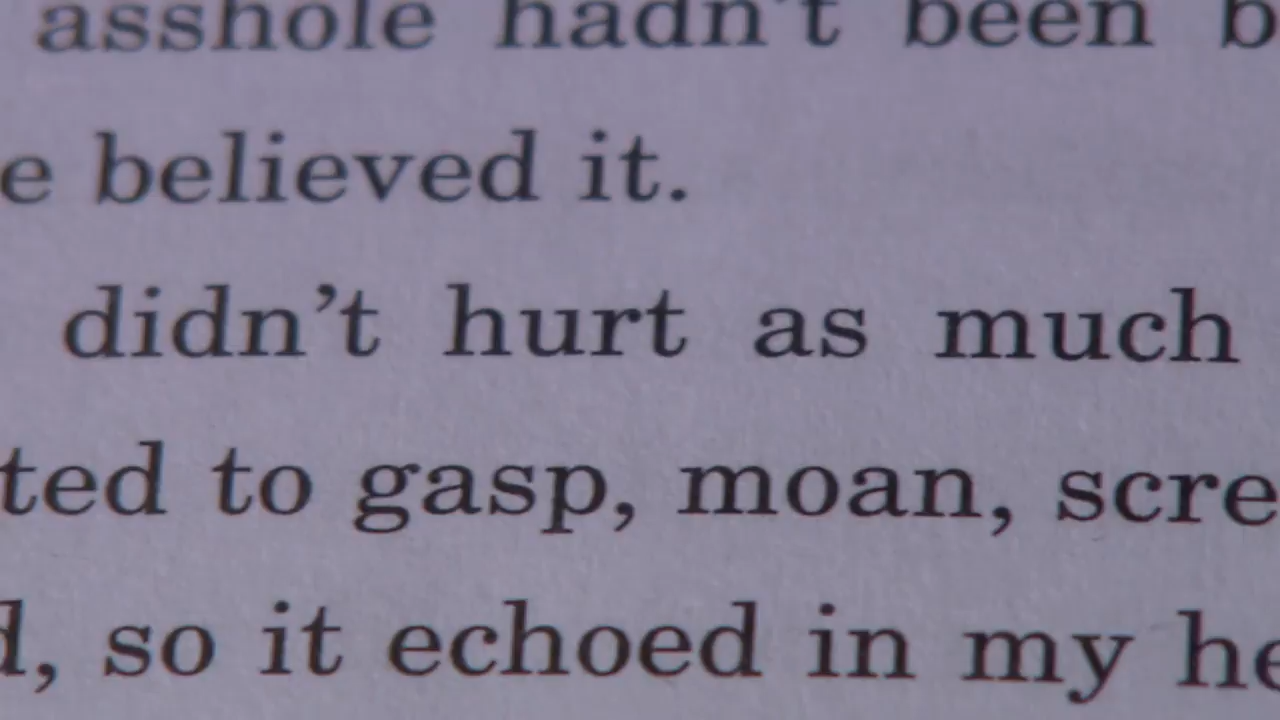 asshole hadn't been b
e believed it.
didn't hurt as much
ted to gasp, moan, scre
d, so it echoed in my he